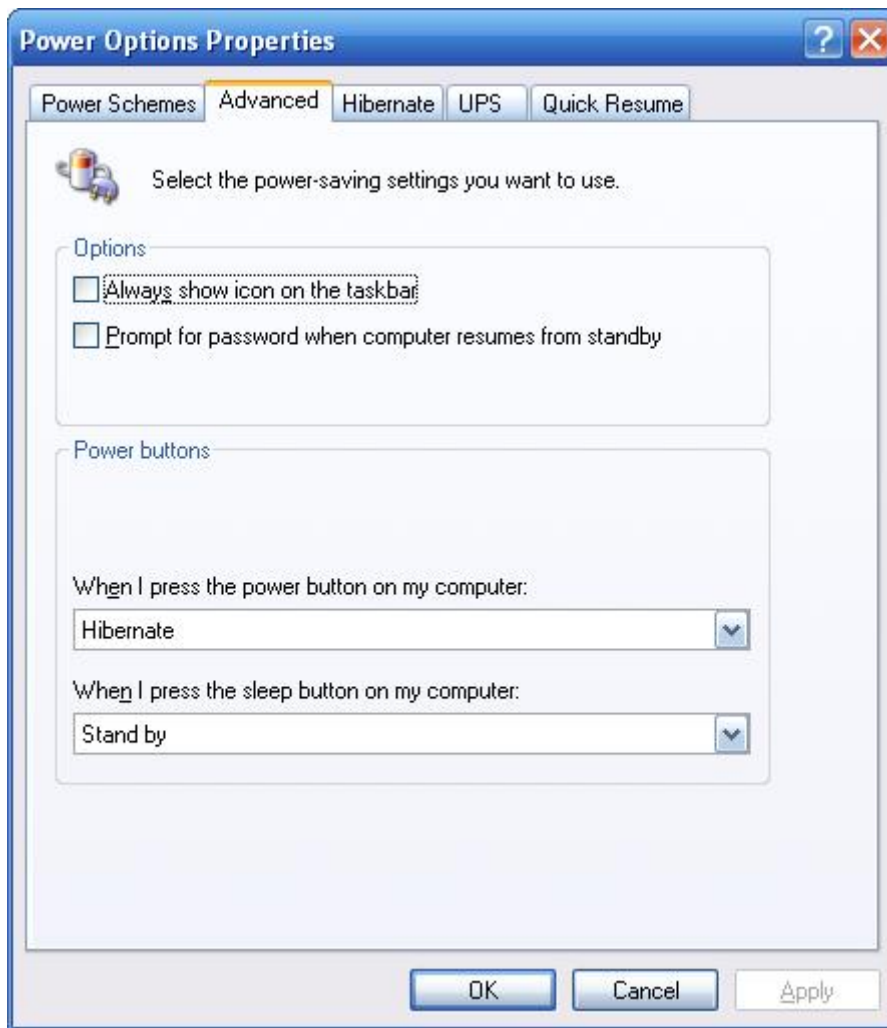 Power Options Properties
Power Schemes Advanced Hibernate UPS Quick Resume
Select the power-saving settings you want to use.
Options
Always show icon on the taskbar
Prompt for password when computer resumes from standby
Power buttons
When I press the power button on my computer:
Hibernate
When I press the sleep button on my computer:
Stand by
OK Cancel Apply